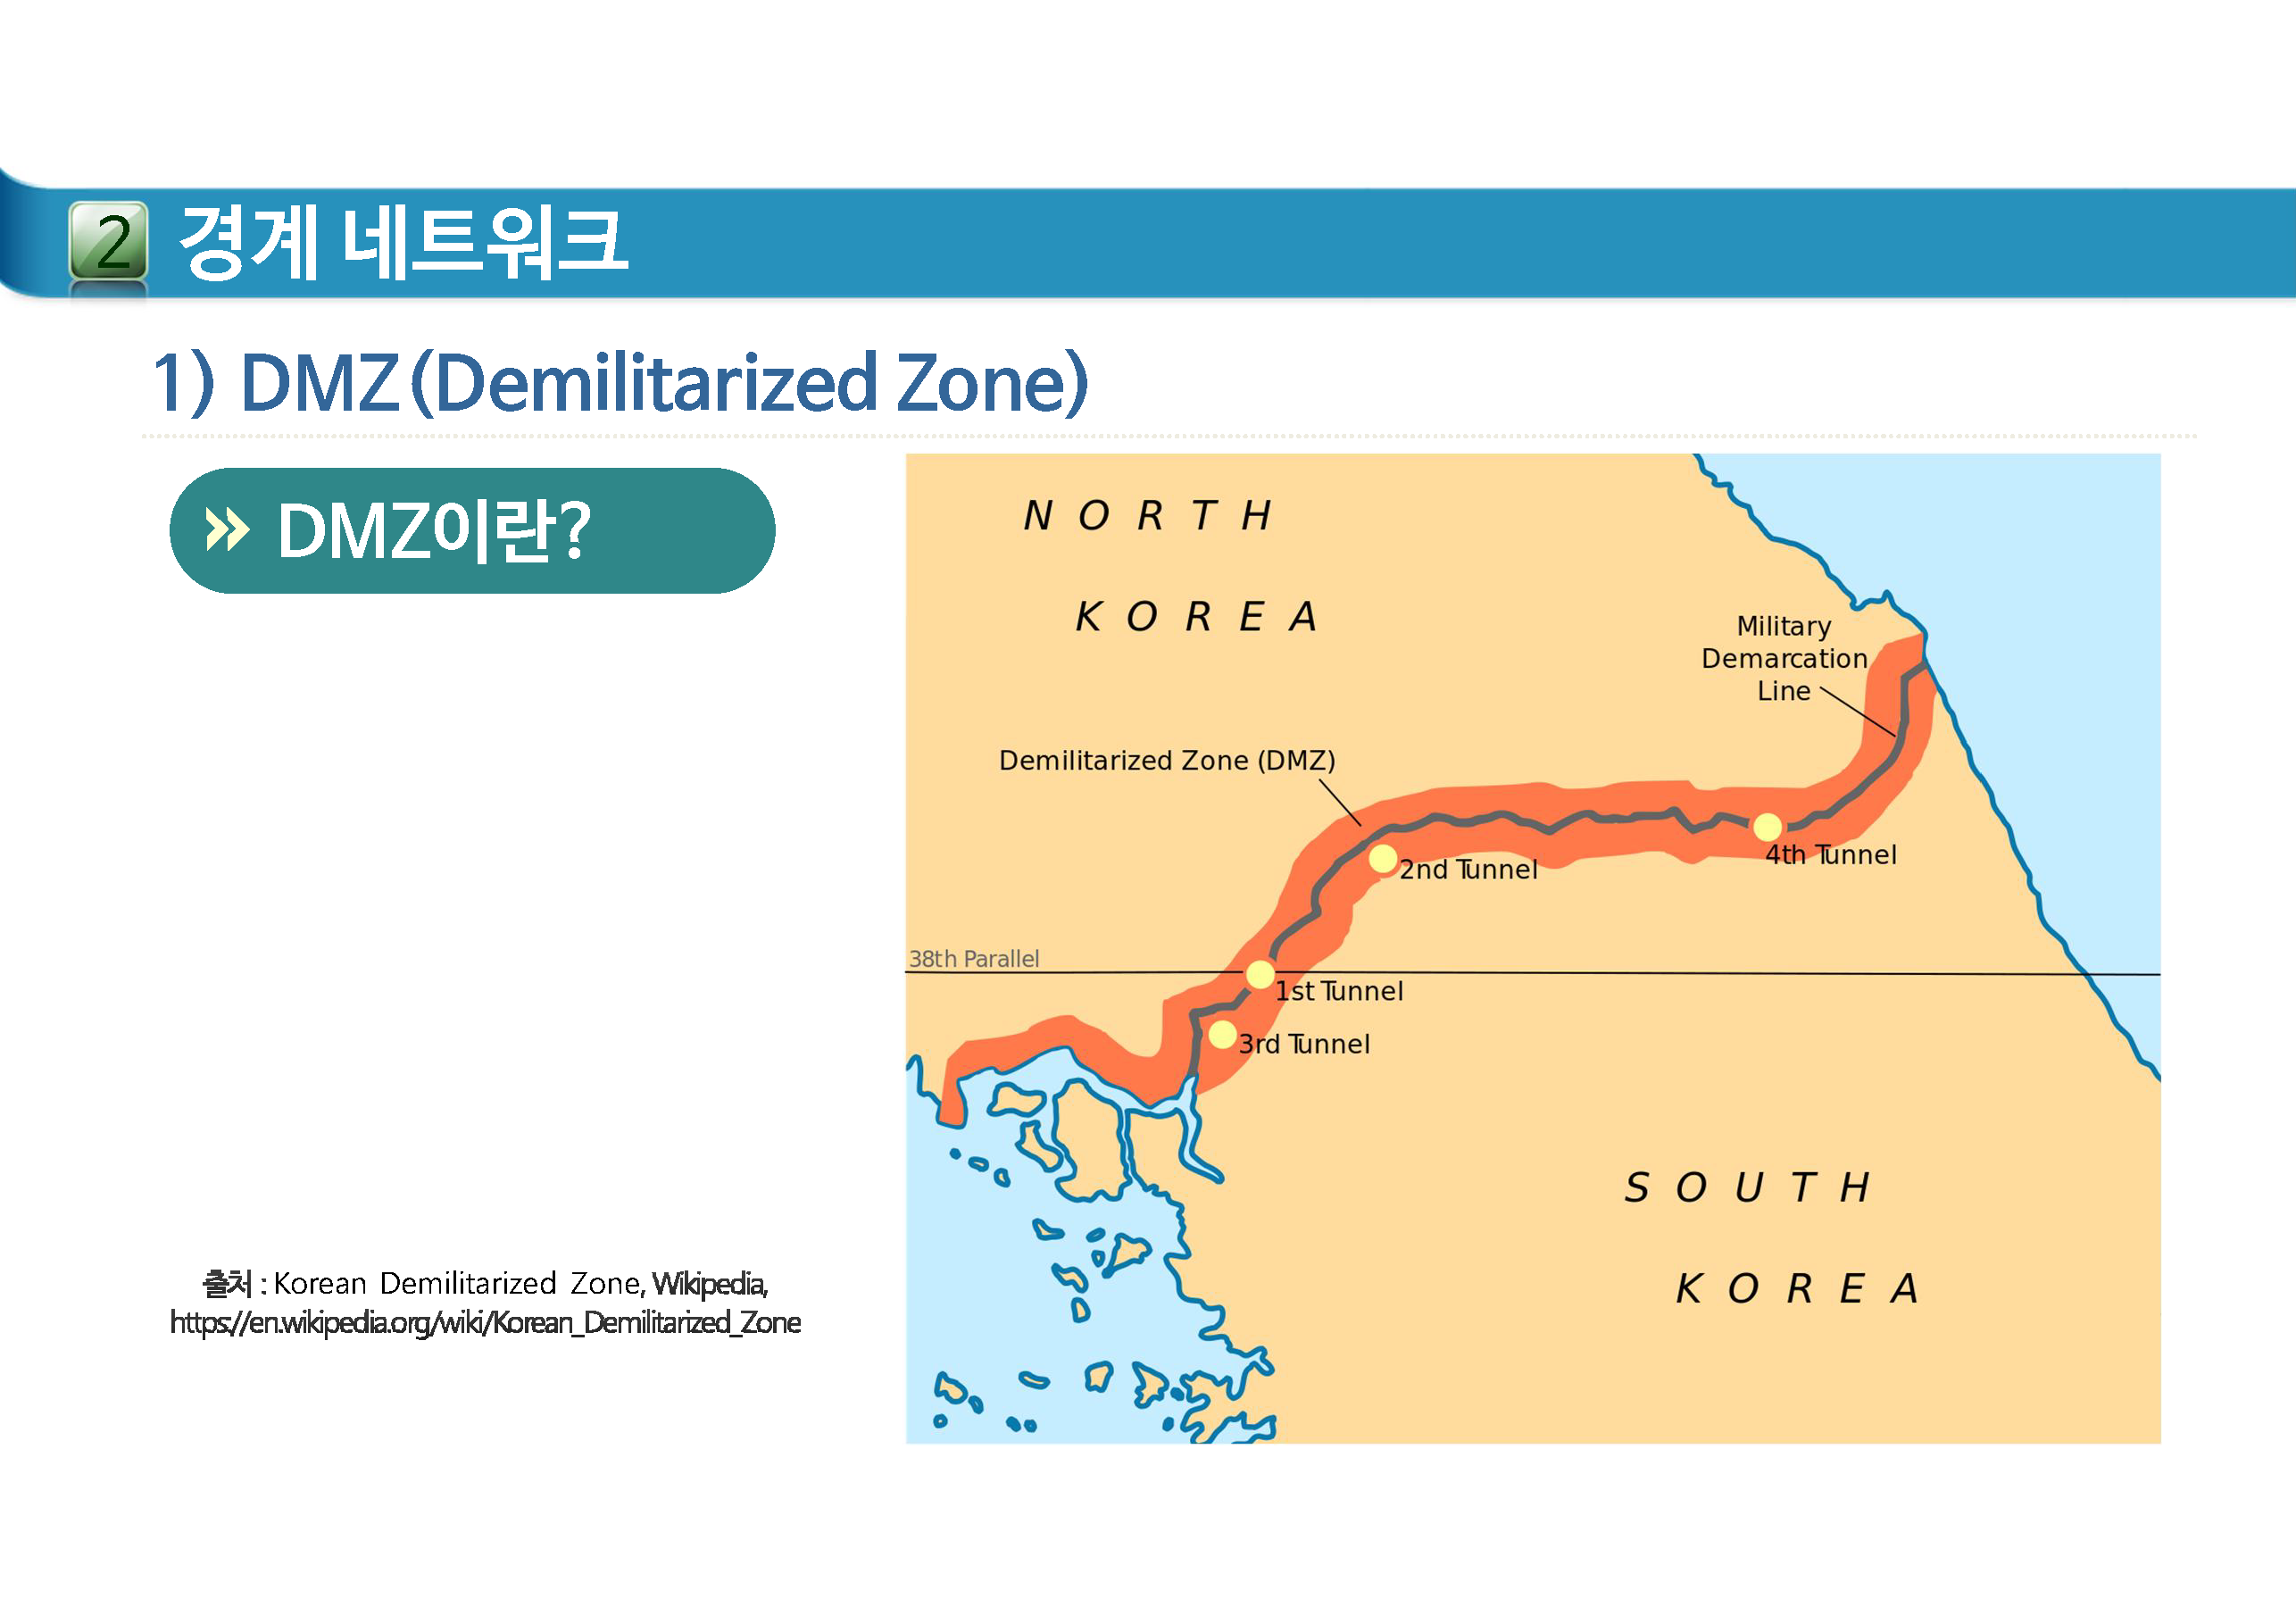 2 경계 네트워크
1) DMZ(Demilitarized Zone)
DMZ이란?
NORTH
KOREA
Military
Demarcation
Line
Demilitarized Zone (DMZ)
2nd Tunnel
4th Tunnel
38th Parallel
1st Tunnel
3rd Tunnel
SOUTH
KOREA
출처 : Korean Demilitarized Zone, Wikipedia,
https://en.wikipedia.org/wiki/Korean_Demilitarized_Zone